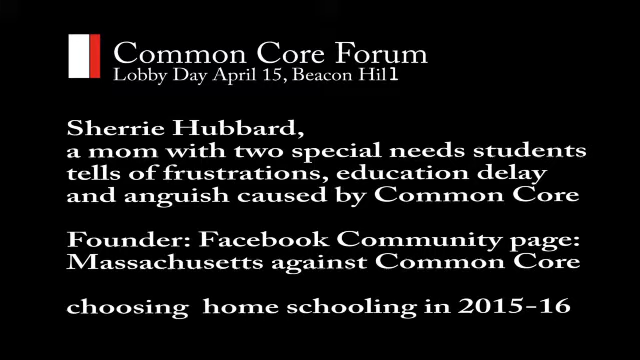 Common Core Forum
Lobby Day April 15, Beacon Hill
Sherrie Hubbard,
a mom with two special needs students
tells of frustrations, education delay
and anguish caused by Common Core
Founder: Facebook Community page:
Massachusetts against Common Core
choosing home schooling in 2015-16